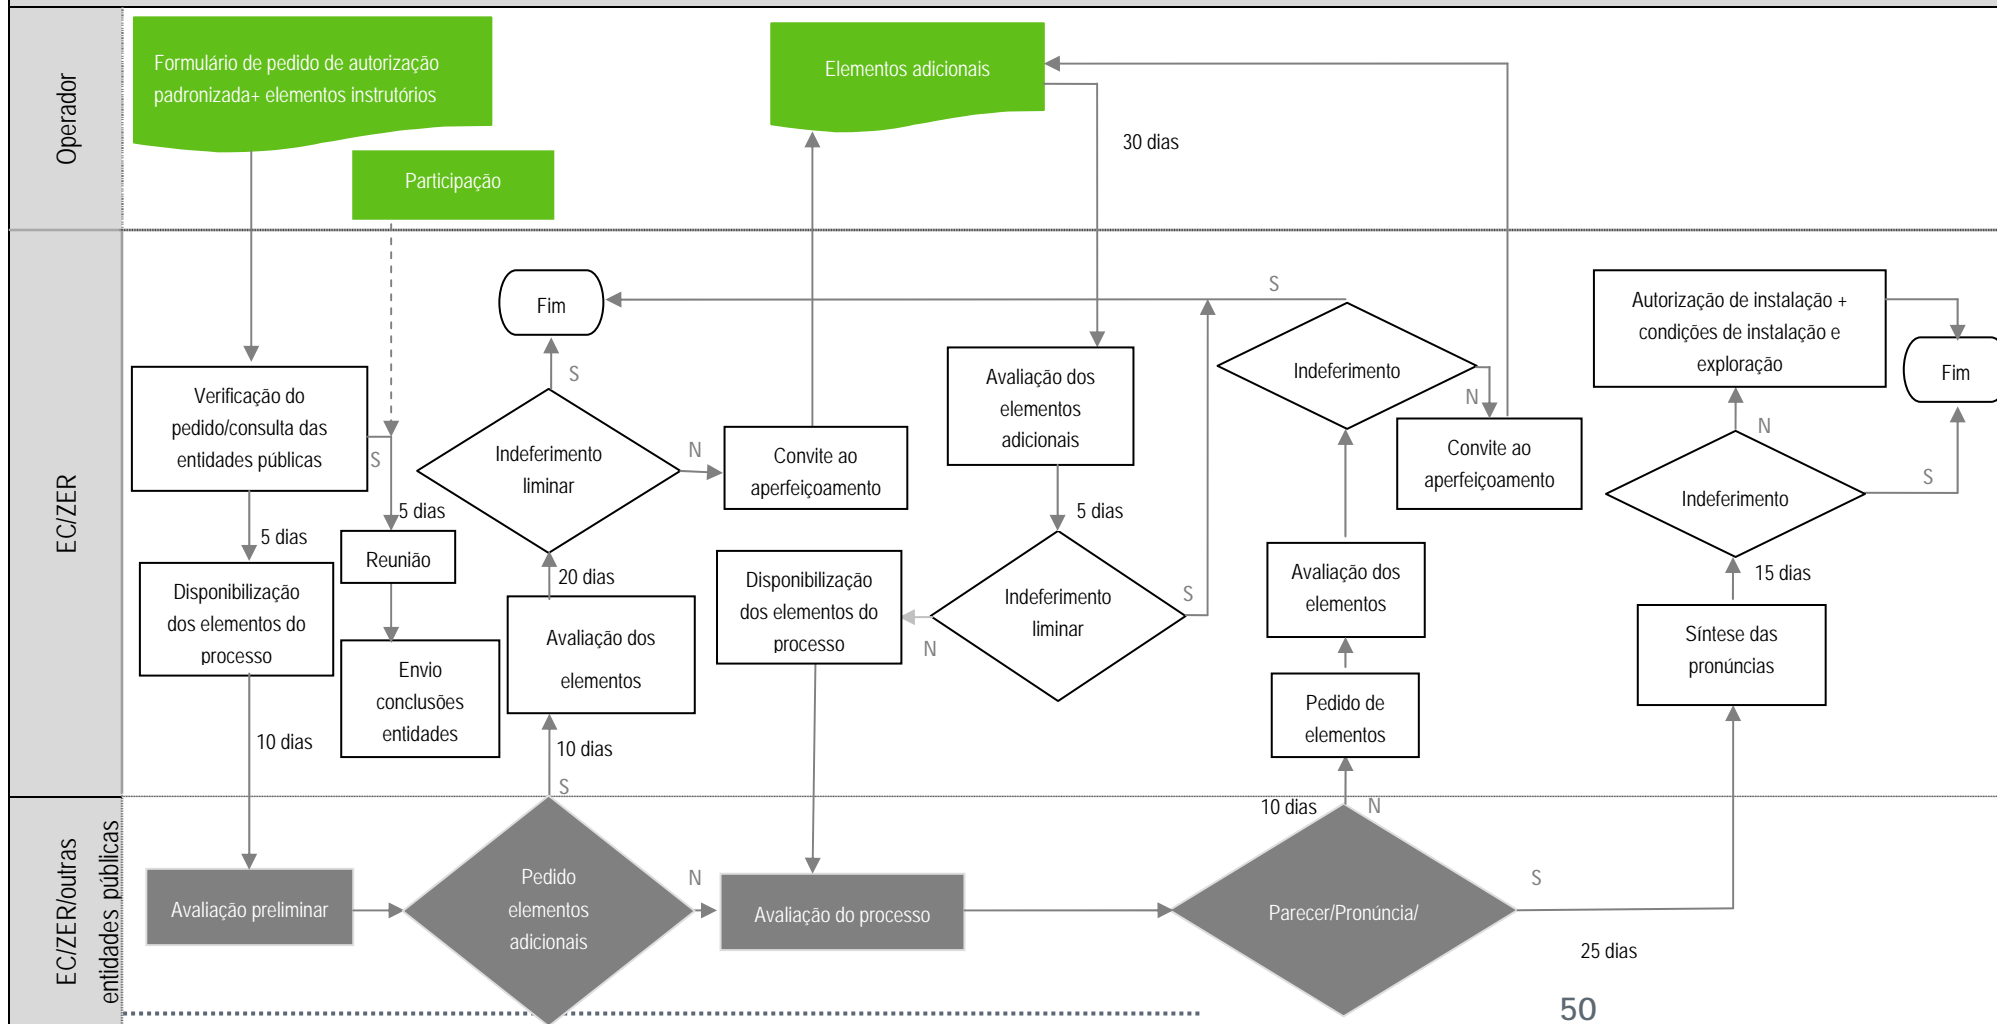 Operador
Formulário de pedido de autorização
padronizada+ elementos instrutórios
Participação
Elementos adicionais
30 dias
EC/ZER
Verificação do
pedido/consulta das
entidades públicas
S
5 dias
5 dias
Reunião
Disponibilização
dos elementos do
processo
Envio
conclusões
entidades
10 dias
Fim
S
Indeferimento
liminar
N
20 dias
Avaliação dos
elementos
10 dias
S
Convite ao
aperfeiçoamento
Avaliação dos
elementos
adicionais
5 dias
Disponibilização
dos elementos do
processo
N
Indeferimento
liminar
S
S
Indeferimento
N
Convite ao
aperfeiçoamento
Avaliação dos
elementos
Pedido de
elementos
10 dias
N
Autorização de instalação +
condições de instalação e
exploração
Fim
N
Indeferimento
S
15 dias
Síntese das
pronúncias
EC/ZER/outras
entidades públicas
Avaliação preliminar
Pedido
elementos
adicionais
N
Avaliação do processo
Parecer/Pronúncia/
S
25 dias
50